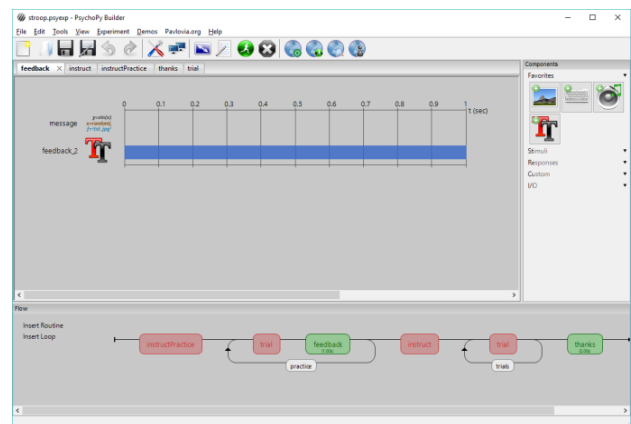 stroop.psyexp - PsychoPy Builder
File Edit Tools View Experiment Demos Pavlovia.org Help
feedback instruct instructPractice thanks trial
Components
Favorites
Stimuli
Responses
Custom
I/O
0 0.1 0.2 0.3 0.4 0.5 0.6 0.7 0.8 0.9 1
t (sec)
message
feedback_2
Flow
Insert Routine
Insert Loop
instructPractice trial feedback instruct trial thanks
1.00s
practice trials